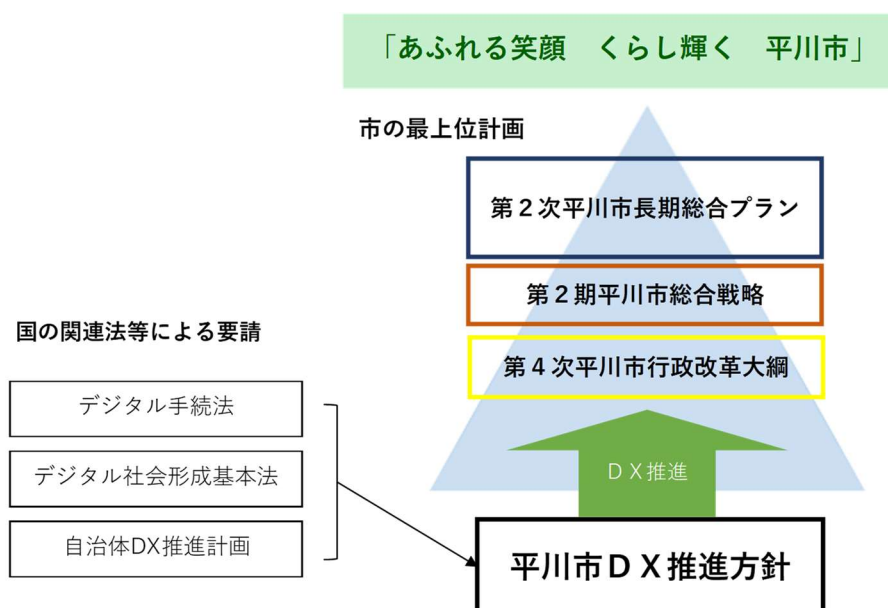 「あふれる笑顔　くらし輝く　平川市」
市の最上位計画
第２次平川市長期総合プラン
第２期平川市総合戦略
第４次平川市行政改革大綱
国の関連法等による要請
デジタル手続法
デジタル社会形成基本法
自治体DX推進計画
ＤＸ推進
平川市ＤＸ推進方針